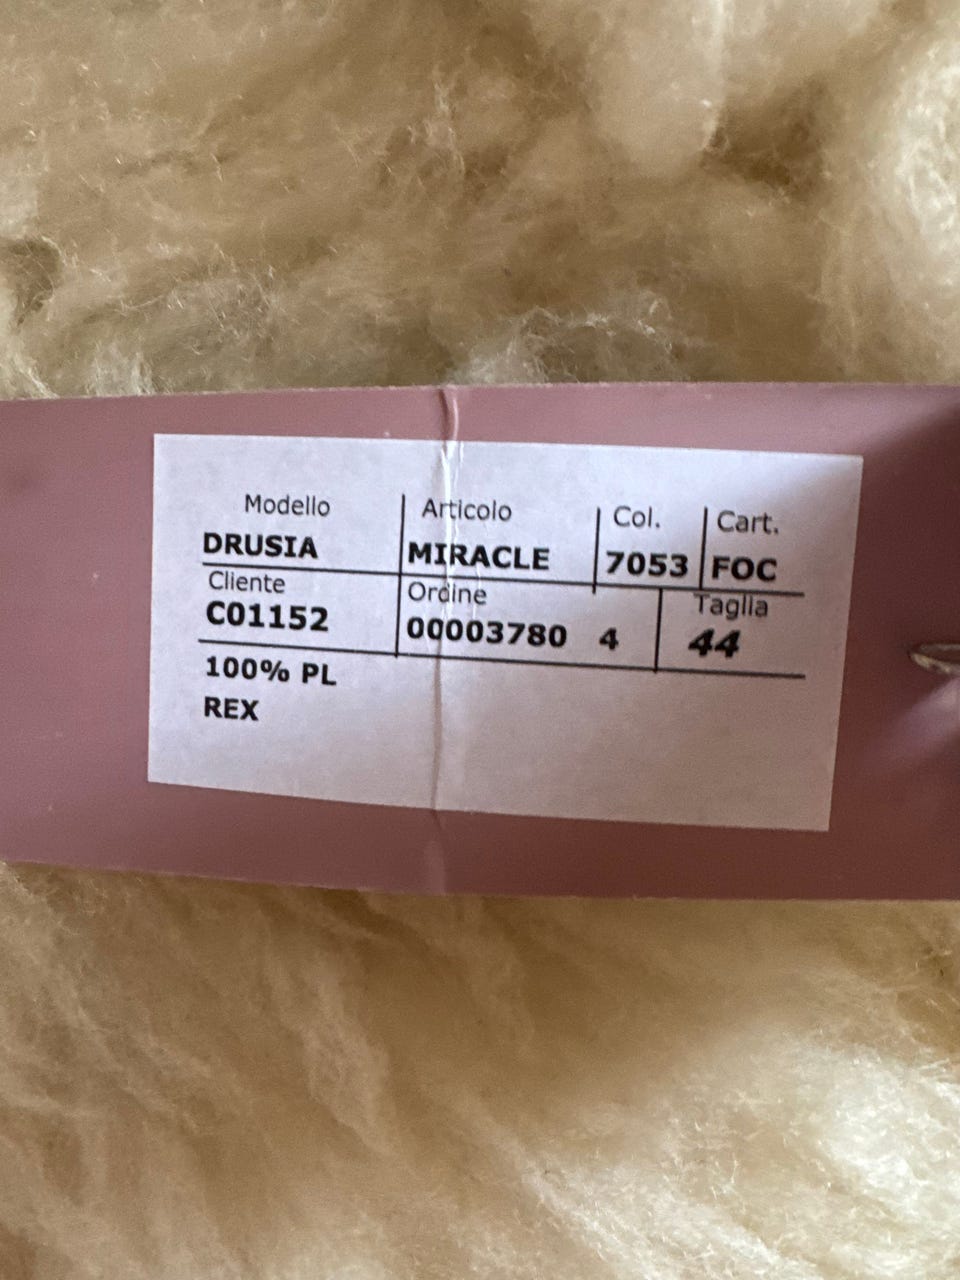 Modello Articolo Col. Cart.
DRUSIA MIRACLE 7053 FOC
Cliente Ordine Taglia
C01152 00003780 4 44
100% PL
REX